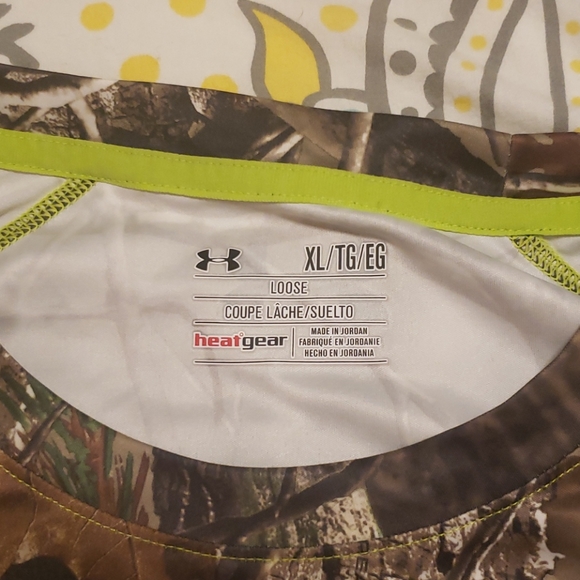 XL/TG/EG
LOOSE
COUPE LÂCHE/SUELTO
heatgear
MADE IN JORDAN
FABRIQUÉ EN JORDANIE
HECHO EN JORDANIA